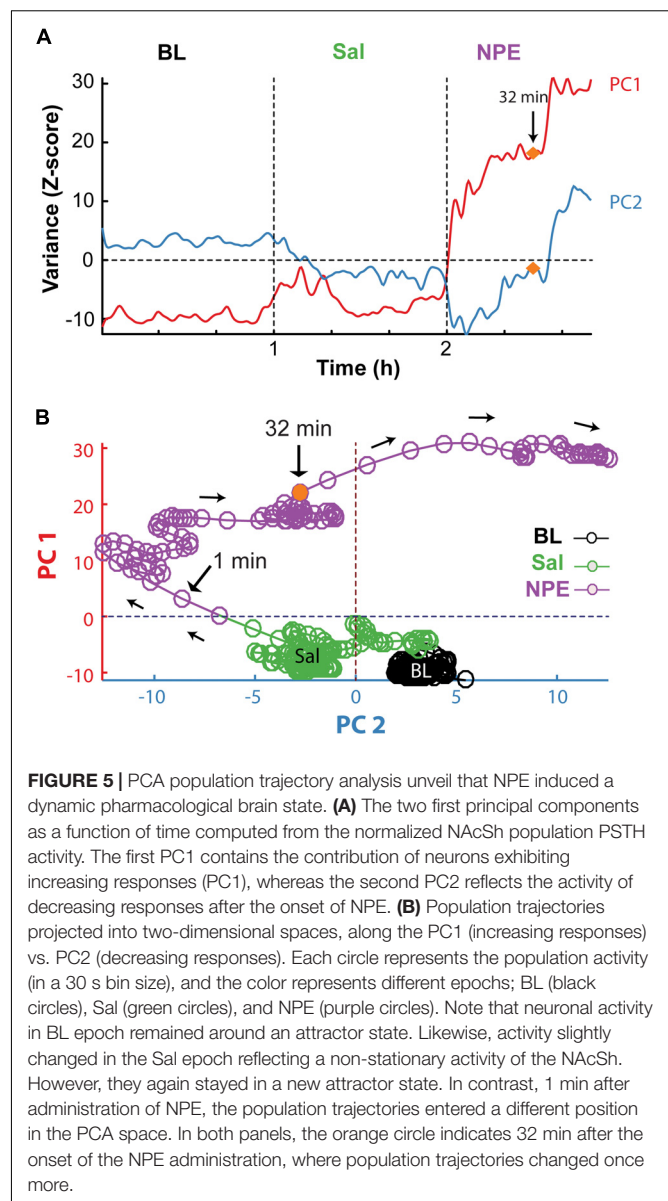 A
BL Sal NPE
30
20
10
0
-10
Variance (Z-score)
32 min
PC1
PC2
1 2
Time (h)
B
30
20
10
0
-10
PC 1
32 min
1 min
BL
Sal
NPE
Sal
BL
-10 -5 0 5 10
PC 2
FIGURE 5 | PCA population trajectory analysis unveil that NPE induced a
dynamic pharmacological brain state. (A) The two first principal components
as a function of time computed from the normalized NAcSh population PSTH
activity. The first PC1 contains the contribution of neurons exhibiting
increasing responses (PC1), whereas the second PC2 reflects the activity of
decreasing responses after the onset of NPE. (B) Population trajectories
projected into two-dimensional spaces, along the PC1 (increasing responses)
vs. PC2 (decreasing responses). Each circle represents the population activity
(in a 30 s bin size), and the color represents different epochs; BL (black
circles), Sal (green circles), and NPE (purple circles). Note that neuronal activity
in BL epoch remained around an attractor state. Likewise, activity slightly
changed in the Sal epoch reflecting a non-stationary activity of the NAcSh.
However, they again stayed in a new attractor state. In contrast, 1 min after
administration of NPE, the population trajectories entered a different position
in the PCA space. In both panels, the orange circle indicates 32 min after the
onset of the NPE administration, where population trajectories changed once
more.